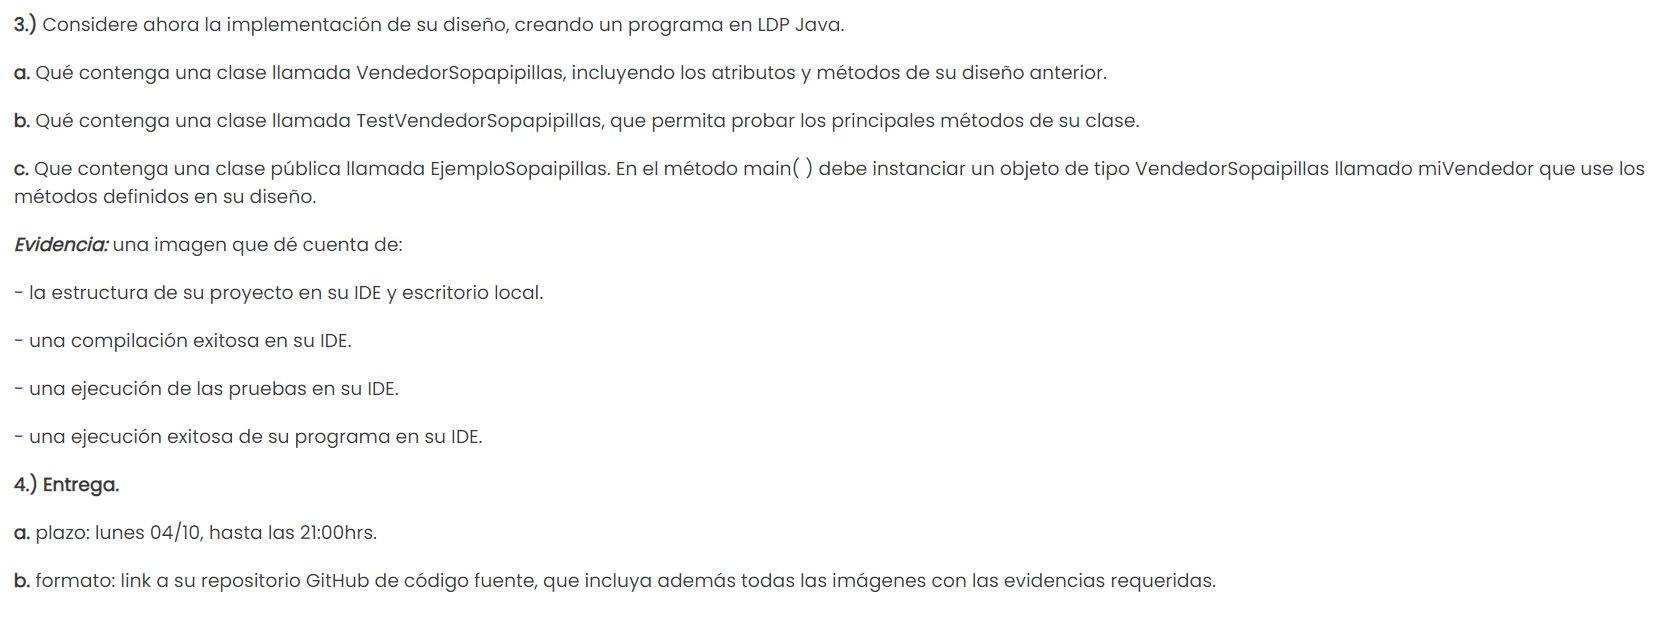 3.) Considere ahora la implementación de su diseño, creando un programa en LDP Java.
a. Qué contenga una clase llamada VendedorSopapipillas, incluyendo los atributos y métodos de su diseño anterior.
b. Qué contenga una clase llamada TestVendedorSopapipillas, que permita probar los principales métodos de su clase.
c. Que contenga una clase pública llamada EjemploSopaipillas. En el método main( ) debe instanciar un objeto de tipo VendedorSopaipillas llamado miVendedor que use los
métodos definidos en su diseño.
Evidencia: una imagen que dé cuenta de:
- la estructura de su proyecto en su IDE y escritorio local.
- una compilación exitosa en su IDE.
- una ejecución de las pruebas en su IDE.
- una ejecución exitosa de su programa en su IDE.
4.) Entrega.
a. plazo: lunes 04/10, hasta las 21:00hrs.
b. formato: link a su repositorio GitHub de código fuente, que incluya además todas las imágenes con las evidencias requeridas.